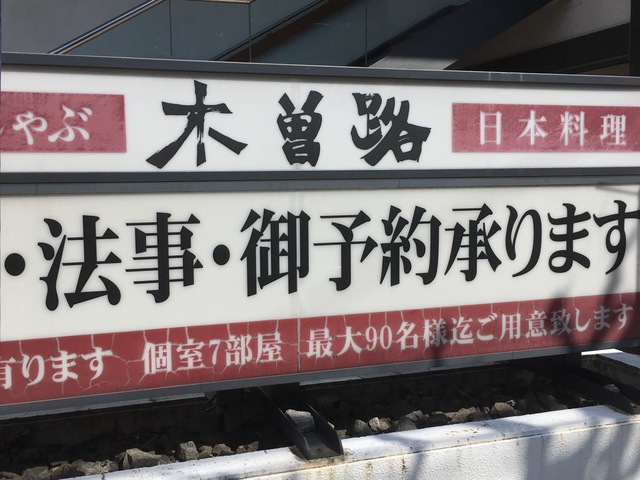 ゃぶ 木曽路 日本料理
・法事・御予約承ります
有ります 個室7部屋 最大90名様迄ご用意致します